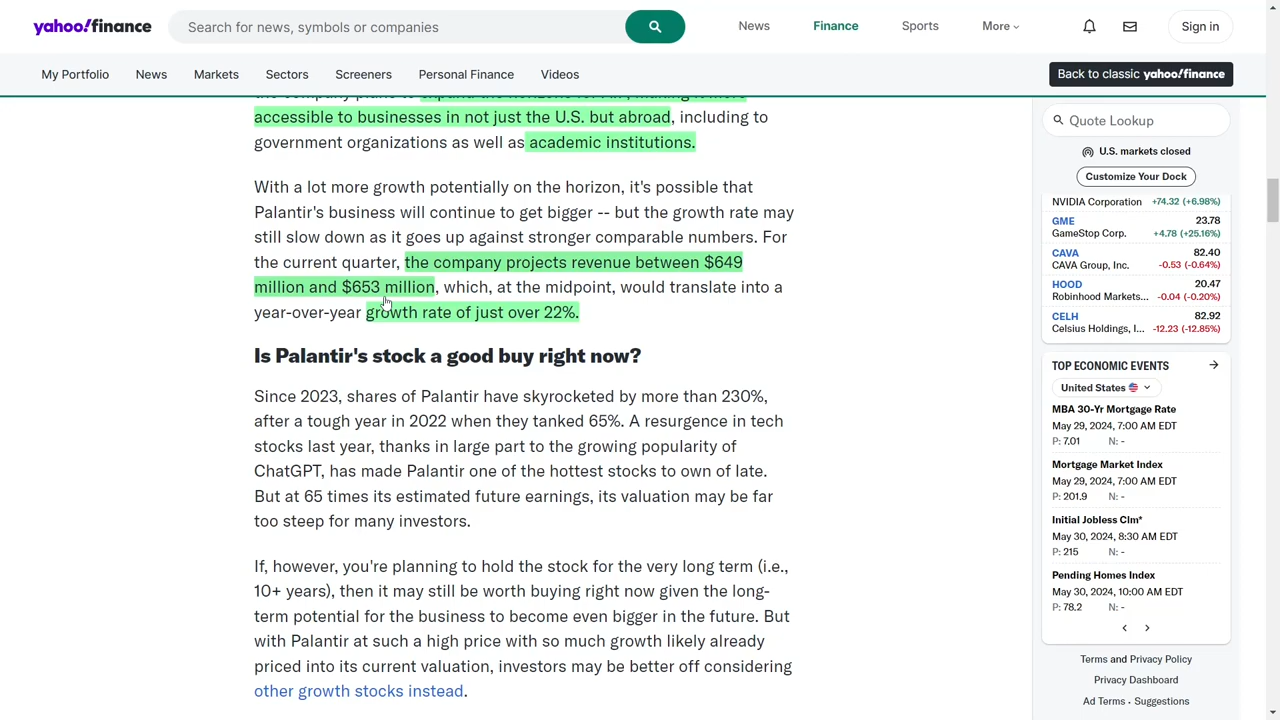 yahoo!finance
Search for news, symbols or companies
News
Finance
Sports
More
Sign in
My Portfolio
News
Markets
Sectors
Screeners
Personal Finance
Videos
Back to classic yahoo!finance
accessible to businesses in not just the U.S. but abroad, including to
government organizations as well as academic institutions.
With a lot more growth potentially on the horizon, it's possible that
Palantir's business will continue to get bigger -- but the growth rate may
still slow down as it goes up against stronger comparable numbers. For
the current quarter, the company projects revenue between $649
million and $653 million, which, at the midpoint, would translate into a
year-over-year growth rate of just over 22%.
Is Palantir's stock a good buy right now?
Since 2023, shares of Palantir have skyrocketed by more than 230%,
after a tough year in 2022 when they tanked 65%. A resurgence in tech
stocks last year, thanks in large part to the growing popularity of
ChatGPT, has made Palantir one of the hottest stocks to own of late.
But at 65 times its estimated future earnings, its valuation may be far
too steep for many investors.
If, however, you're planning to hold the stock for the very long term (i.e.,
10+ years), then it may still be worth buying right now given the long-
term potential for the business to become even bigger in the future. But
with Palantir at such a high price with so much growth likely already
priced into its current valuation, investors may be better off considering
other growth stocks instead.
Quote Lookup
U.S. markets closed
Customize Your Dock
NVIDIA Corporation +74.32 (+6.98%)
GME 23.78
GameStop Corp. +4.78 (+25.16%)
CAVA 82.40
CAVA Group, Inc. -0.53 (-0.64%)
HOOD 20.47
Robinhood Markets... -0.04 (-0.20%)
CELH 82.92
Celsius Holdings, I... -12.23 (-12.85%)
TOP ECONOMIC EVENTS
United States
MBA 30-Yr Mortgage Rate
May 29, 2024, 7:00 AM EDT
P: 7.01 N: -
Mortgage Market Index
May 29, 2024, 7:00 AM EDT
P: 201.9 N: -
Initial Jobless Clm*
May 30, 2024, 8:30 AM EDT
P: 215 N: -
Pending Homes Index
May 30, 2024, 10:00 AM EDT
P: 78.2 N: -
Terms and Privacy Policy
Privacy Dashboard
Ad Terms • Suggestions